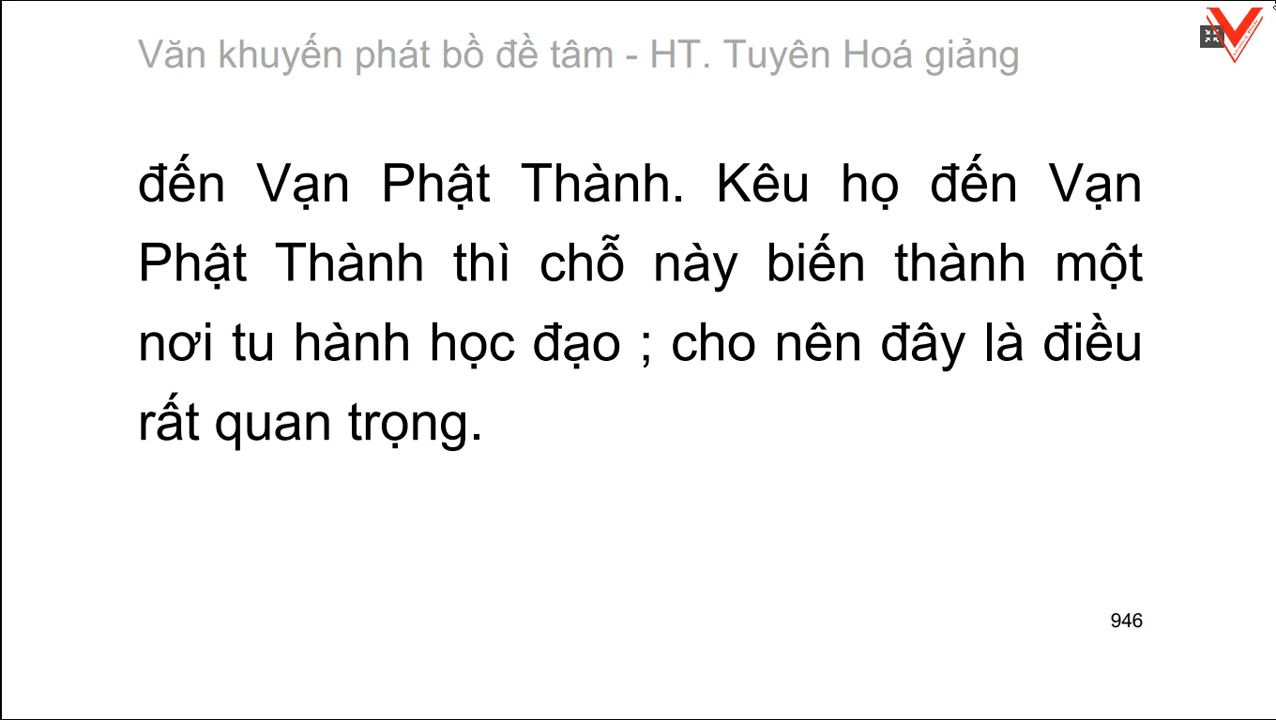 Văn khuyến phát bồ đề tâm - HT. Tuyên Hoá giảng
đến Vạn Phật Thành. Kêu họ đến Vạn
Phật Thành thì chỗ này biến thành một
nơi tu hành học đạo ; cho nên đây là điều
rất quan trọng.
946